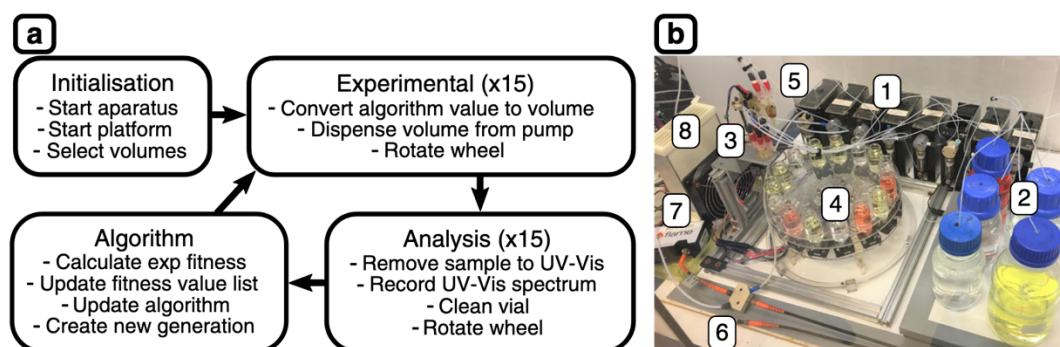 a
Initialisation
- Start apparatus
- Start platform
- Select volumes
Experimental (x15)
- Convert algorithm value to volume
- Dispense volume from pump
- Rotate wheel
Algorithm
- Calculate exp fitness
- Update fitness value list
- Update algorithm
- Create new generation
Analysis (x15)
- Remove sample to UV-Vis
- Record UV-Vis spectrum
- Clean vial
- Rotate wheel
b
5
1
8
3
2
4
7
flame
6